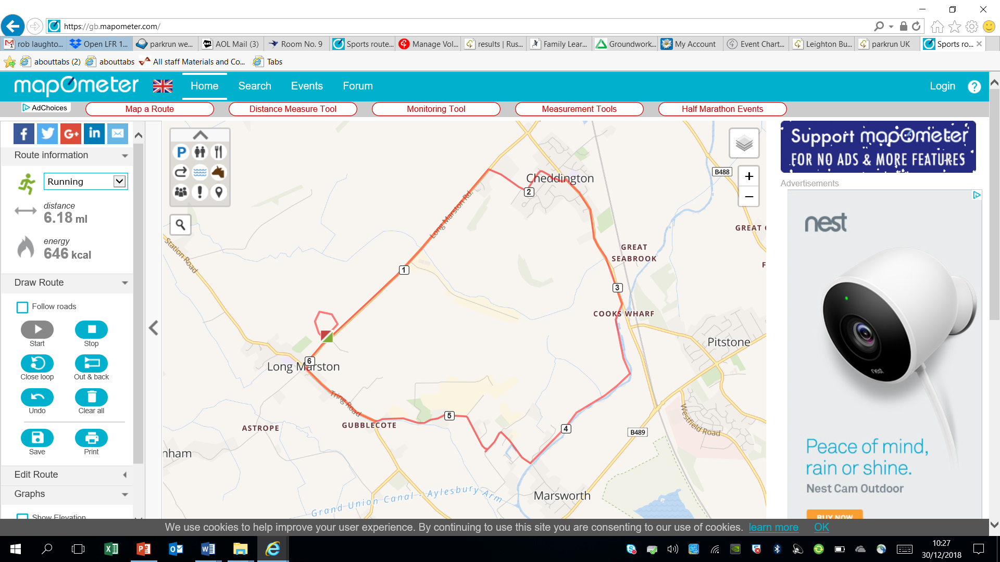 https://gb.mapometer.com/
rob laughto...
Open LFR 1...
parkrun we...
AOL Mail (3)
Room No. 9
Sports route...
Manage Vol...
results | Rus...
Family Lear...
Groundwork...
My Account
Event Chart...
Leighton Bu...
parkrun UK
Sports ro...
abouttabs (2)
abouttabs
All staff Materials and Co...
Tabs
mapometer
Home
Search
Events
Forum
Login
?
AdChoices
Map a Route
Distance Measure Tool
Monitoring Tool
Measurement Tools
Half Marathon Events
Route information
Running
distance
6.18 ml
energy
646 kcal
Draw Route
Follow roads
Start
Stop
Close loop
Out & back
Undo
Clear all
Save
Print
Edit Route
Graphs
Show Elevation
P
+
−
B488
Cheddington
2
Long Marston Rd.
Station Road
GREAT
SEABROOK
1
3
COOKS WHARF
Pitstone
6
Long Marston
Tring Road
5
GUBBLECOTE
ASTROPE
4
B489
Westfield Road
nham
Marsworth
Grand Union Canal - Aylesbury Arm
Support mapometer
FOR NO ADS & MORE FEATURES
Advertisements
nest
nest
Peace of mind,
rain or shine.
Nest Cam Outdoor
BUY NOW
We use cookies to help improve your user experience. By continuing to use this site you are consenting to our use of cookies. learn more OK
10:27
30/12/2018